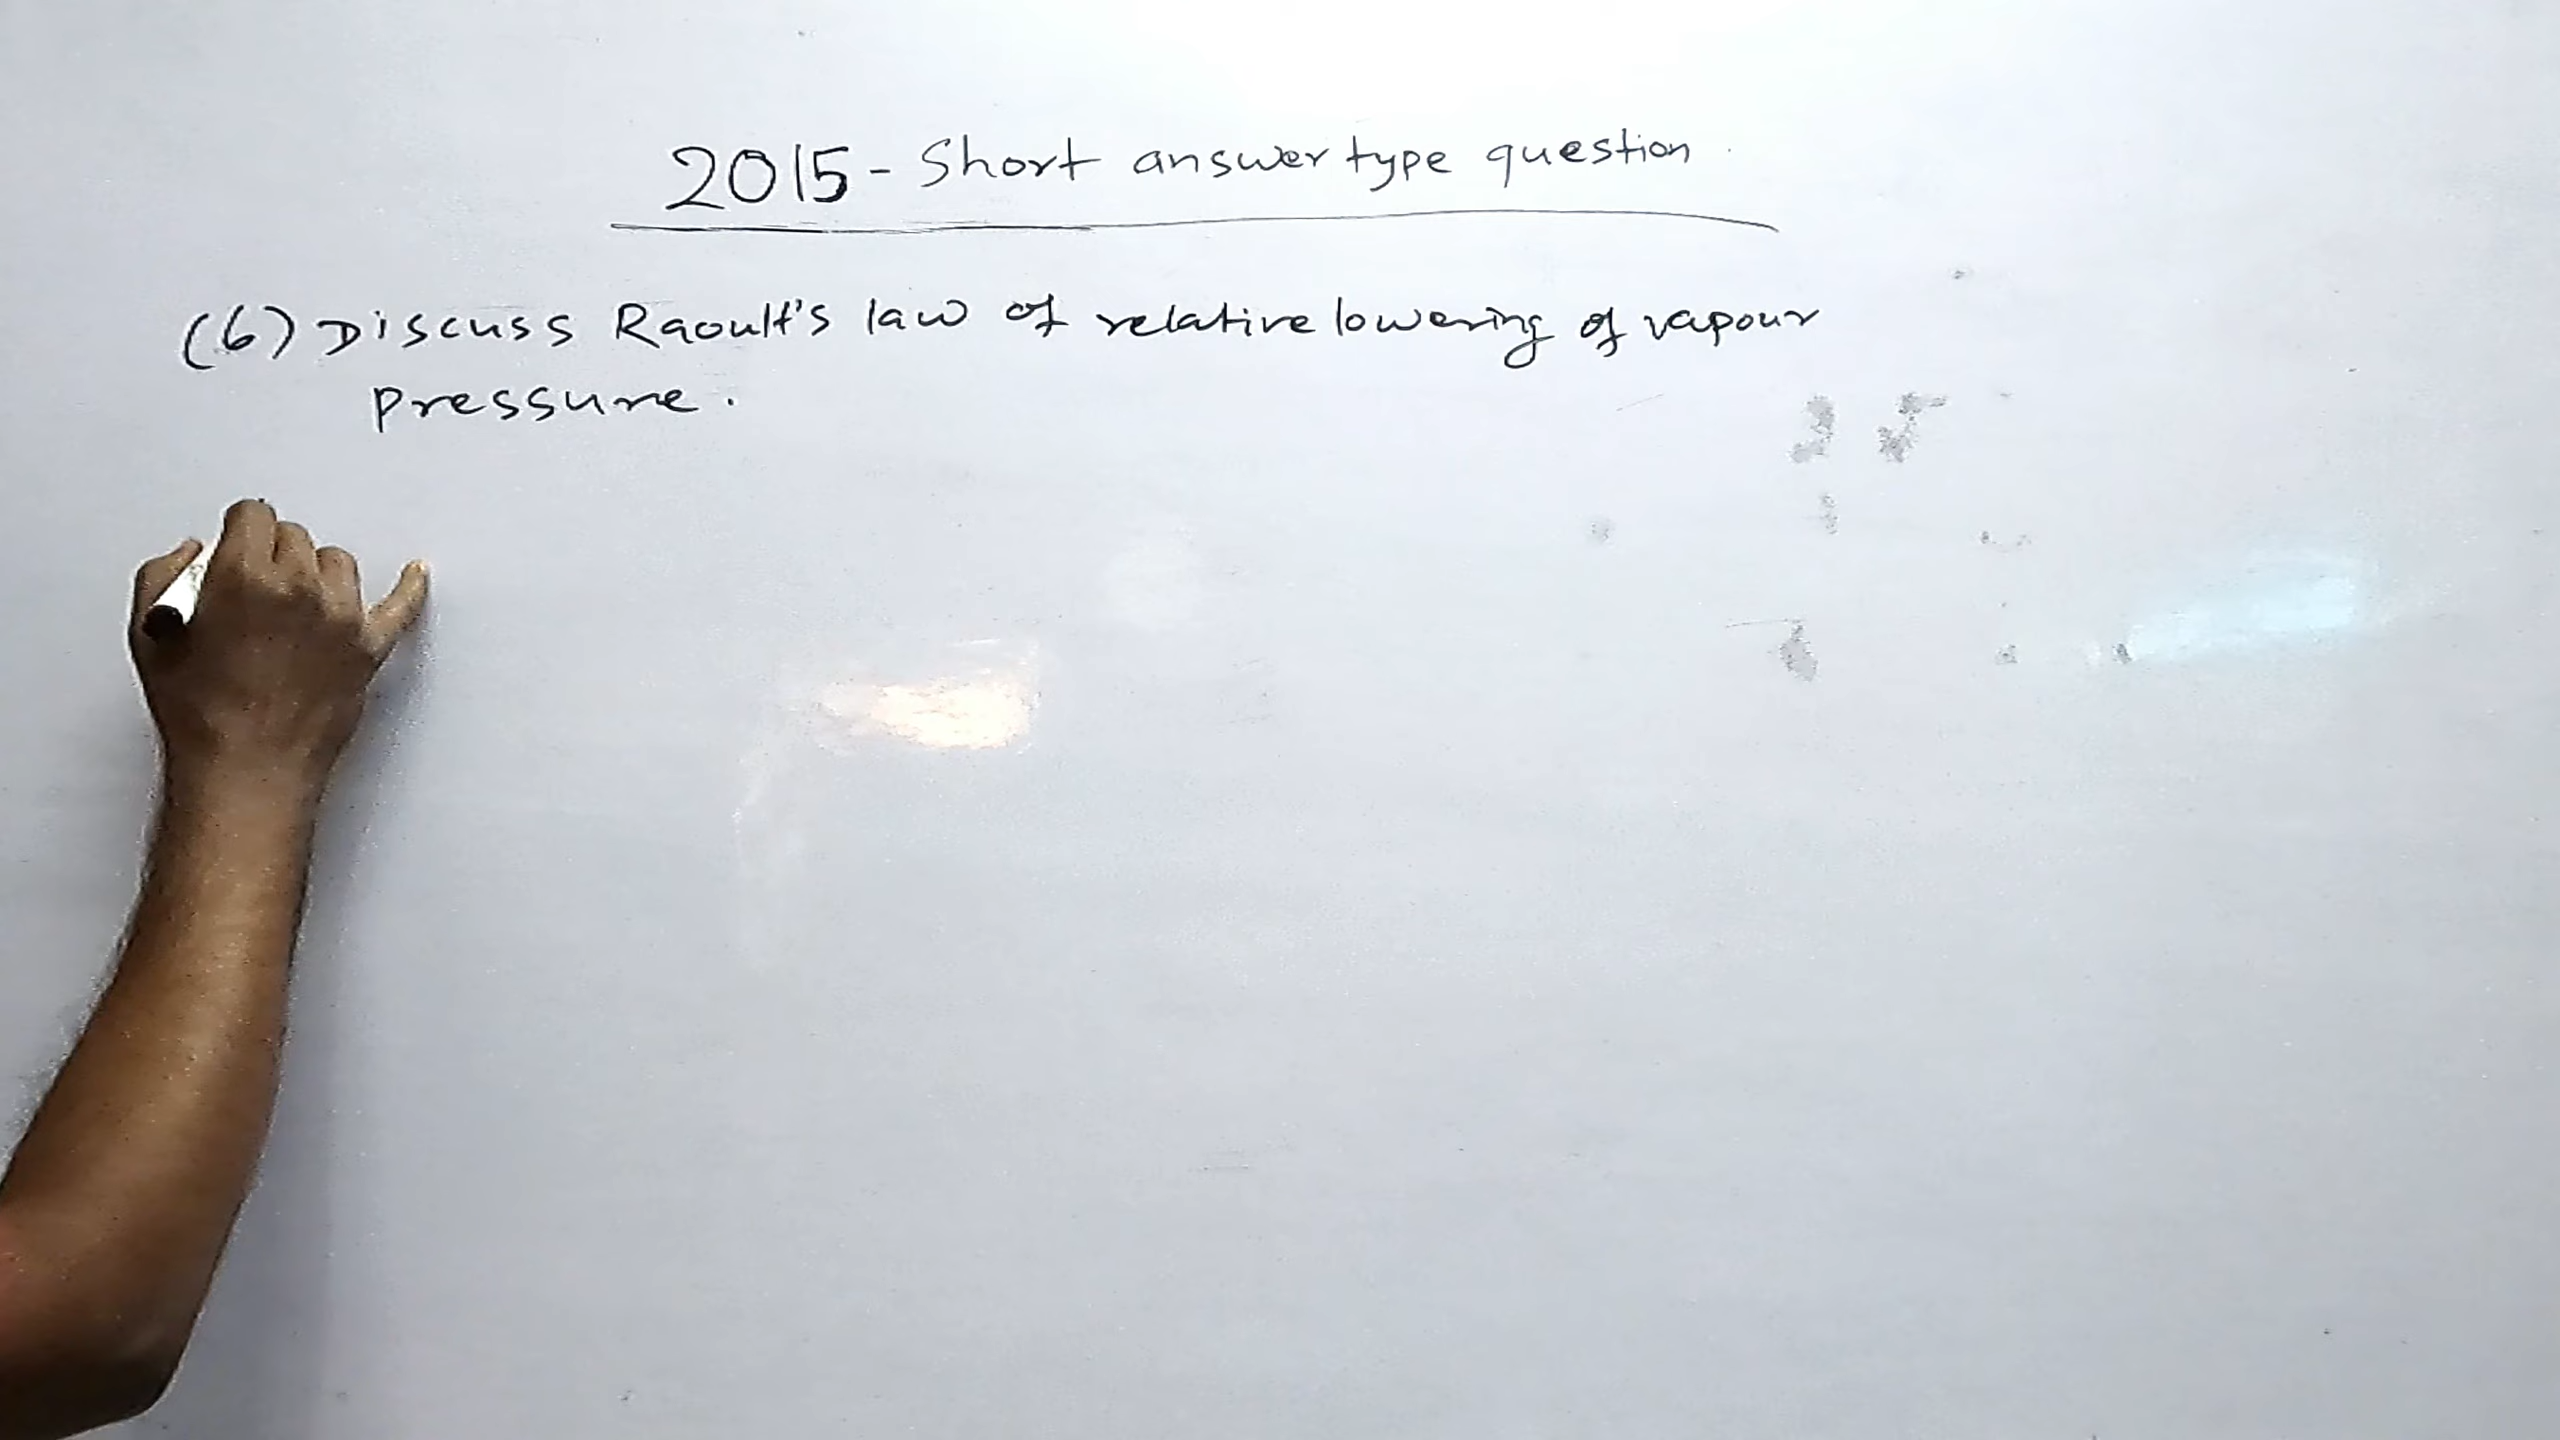 2015 - Short answer type question
(6) Discuss Raoult's law of relative lowering of vapour
pressure.